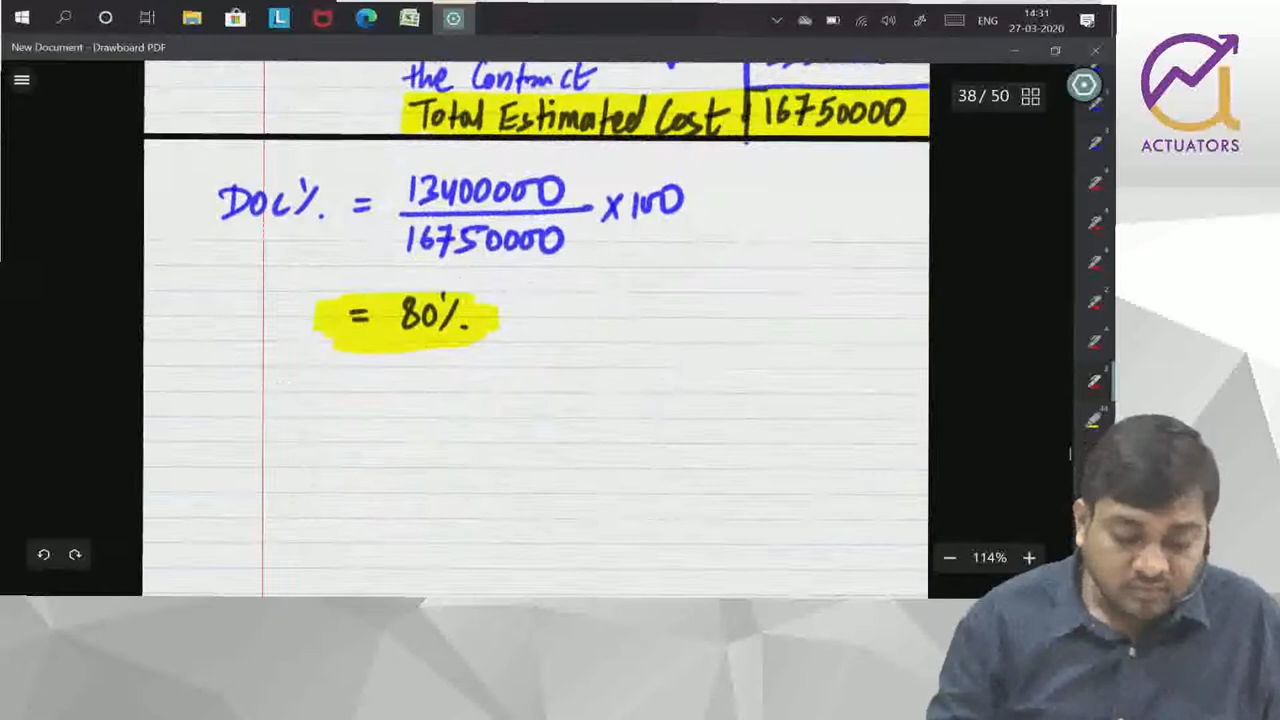 14:31
ENG
27-03-2020
New Document - Drawboard PDF
the Contract
Total Estimated Cost 16750000
38 / 50
ACTUATORS
DOC% = 13400000 × 100
16750000
= 80%.
114%